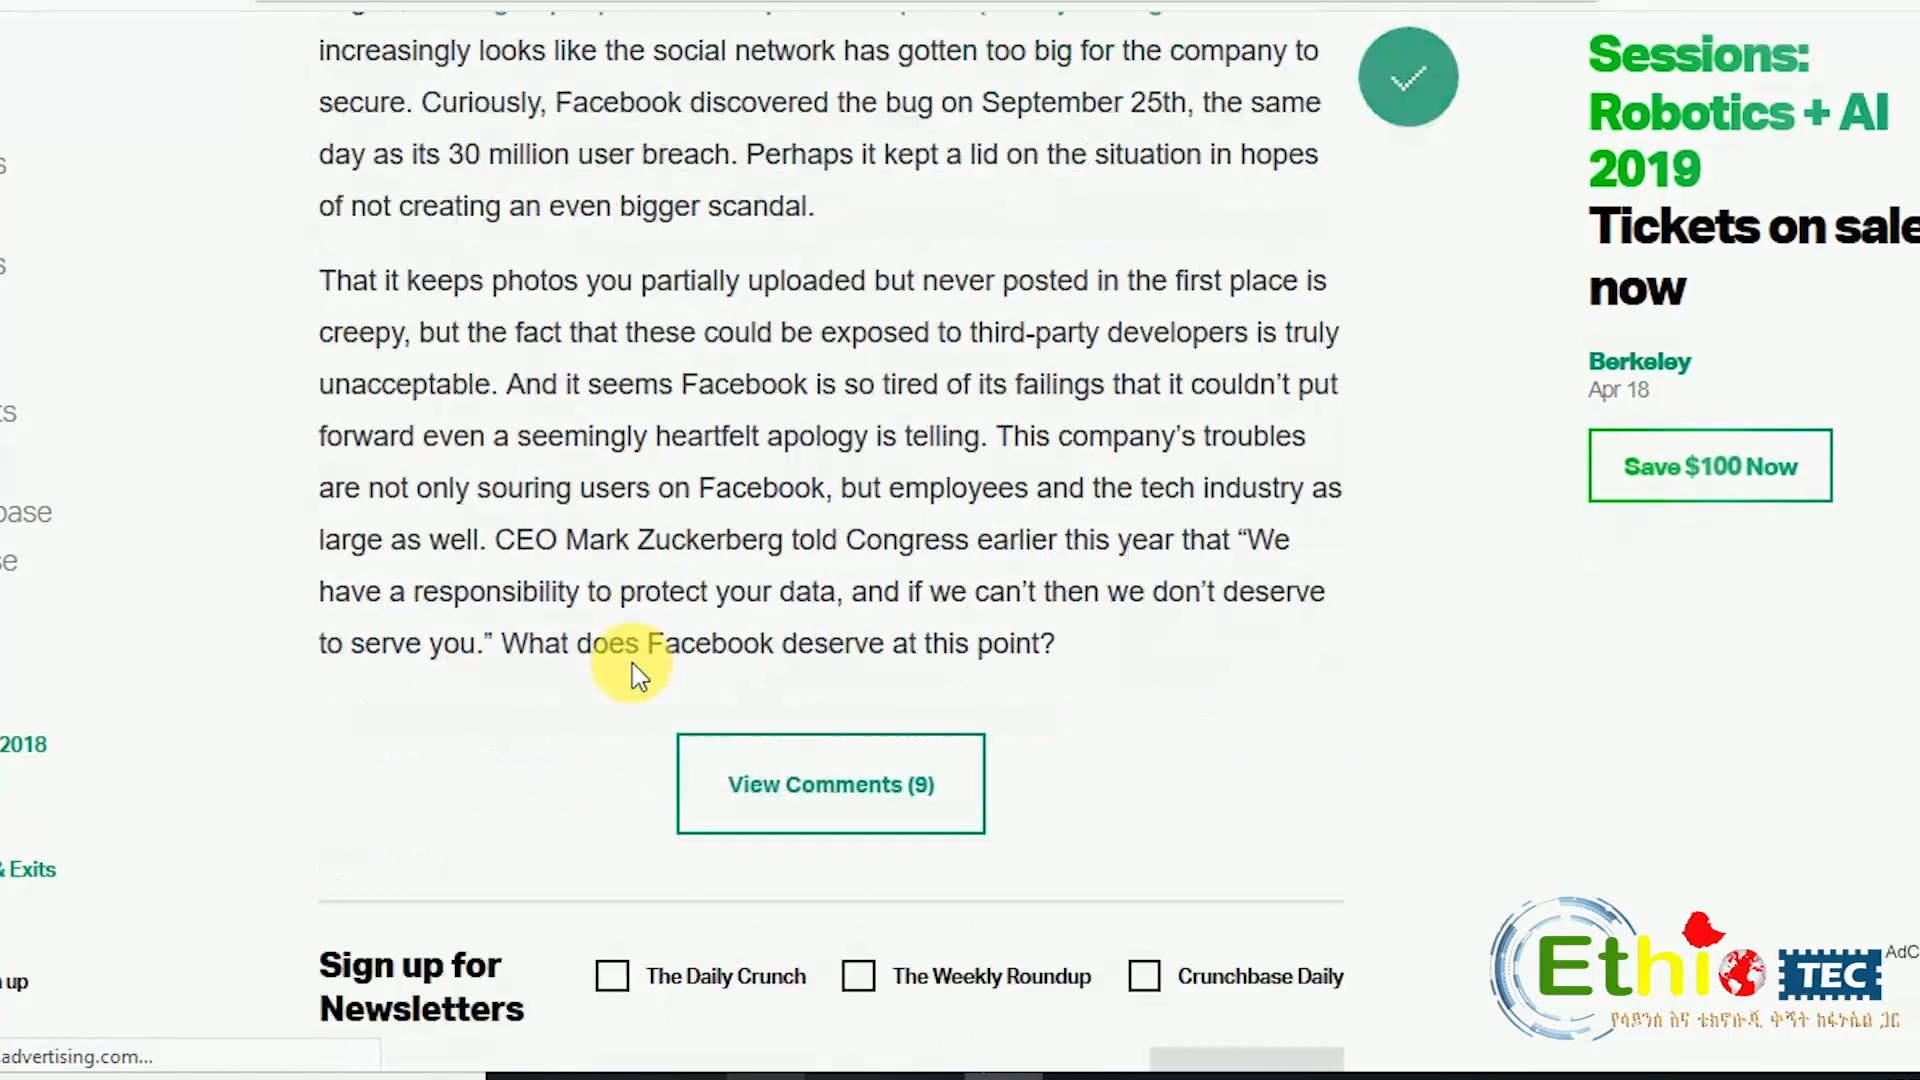 increasingly looks like the social network has gotten too big for the company to
secure. Curiously, Facebook discovered the bug on September 25th, the same
day as its 30 million user breach. Perhaps it kept a lid on the situation in hopes
of not creating an even bigger scandal.
That it keeps photos you partially uploaded but never posted in the first place is
creepy, but the fact that these could be exposed to third-party developers is truly
unacceptable. And it seems Facebook is so tired of its failings that it couldn’t put
forward even a seemingly heartfelt apology is telling. This company’s troubles
are not only souring users on Facebook, but employees and the tech industry as
large as well. CEO Mark Zuckerberg told Congress earlier this year that “We
have a responsibility to protect your data, and if we can’t then we don’t deserve
to serve you.” What does Facebook deserve at this point?
View Comments (9)
Sign up for
Newsletters
The Daily Crunch
The Weekly Roundup
Crunchbase Daily
Sessions:
Robotics + AI
2019
Tickets on sale
now
Berkeley
Apr 18
Save $100 Now
2018
& Exits
up
advertising.com...
Ethio TEC
የሳይንስ እና ቴክኖሎጂ ቅኝት ከፋኑኤል ጋር